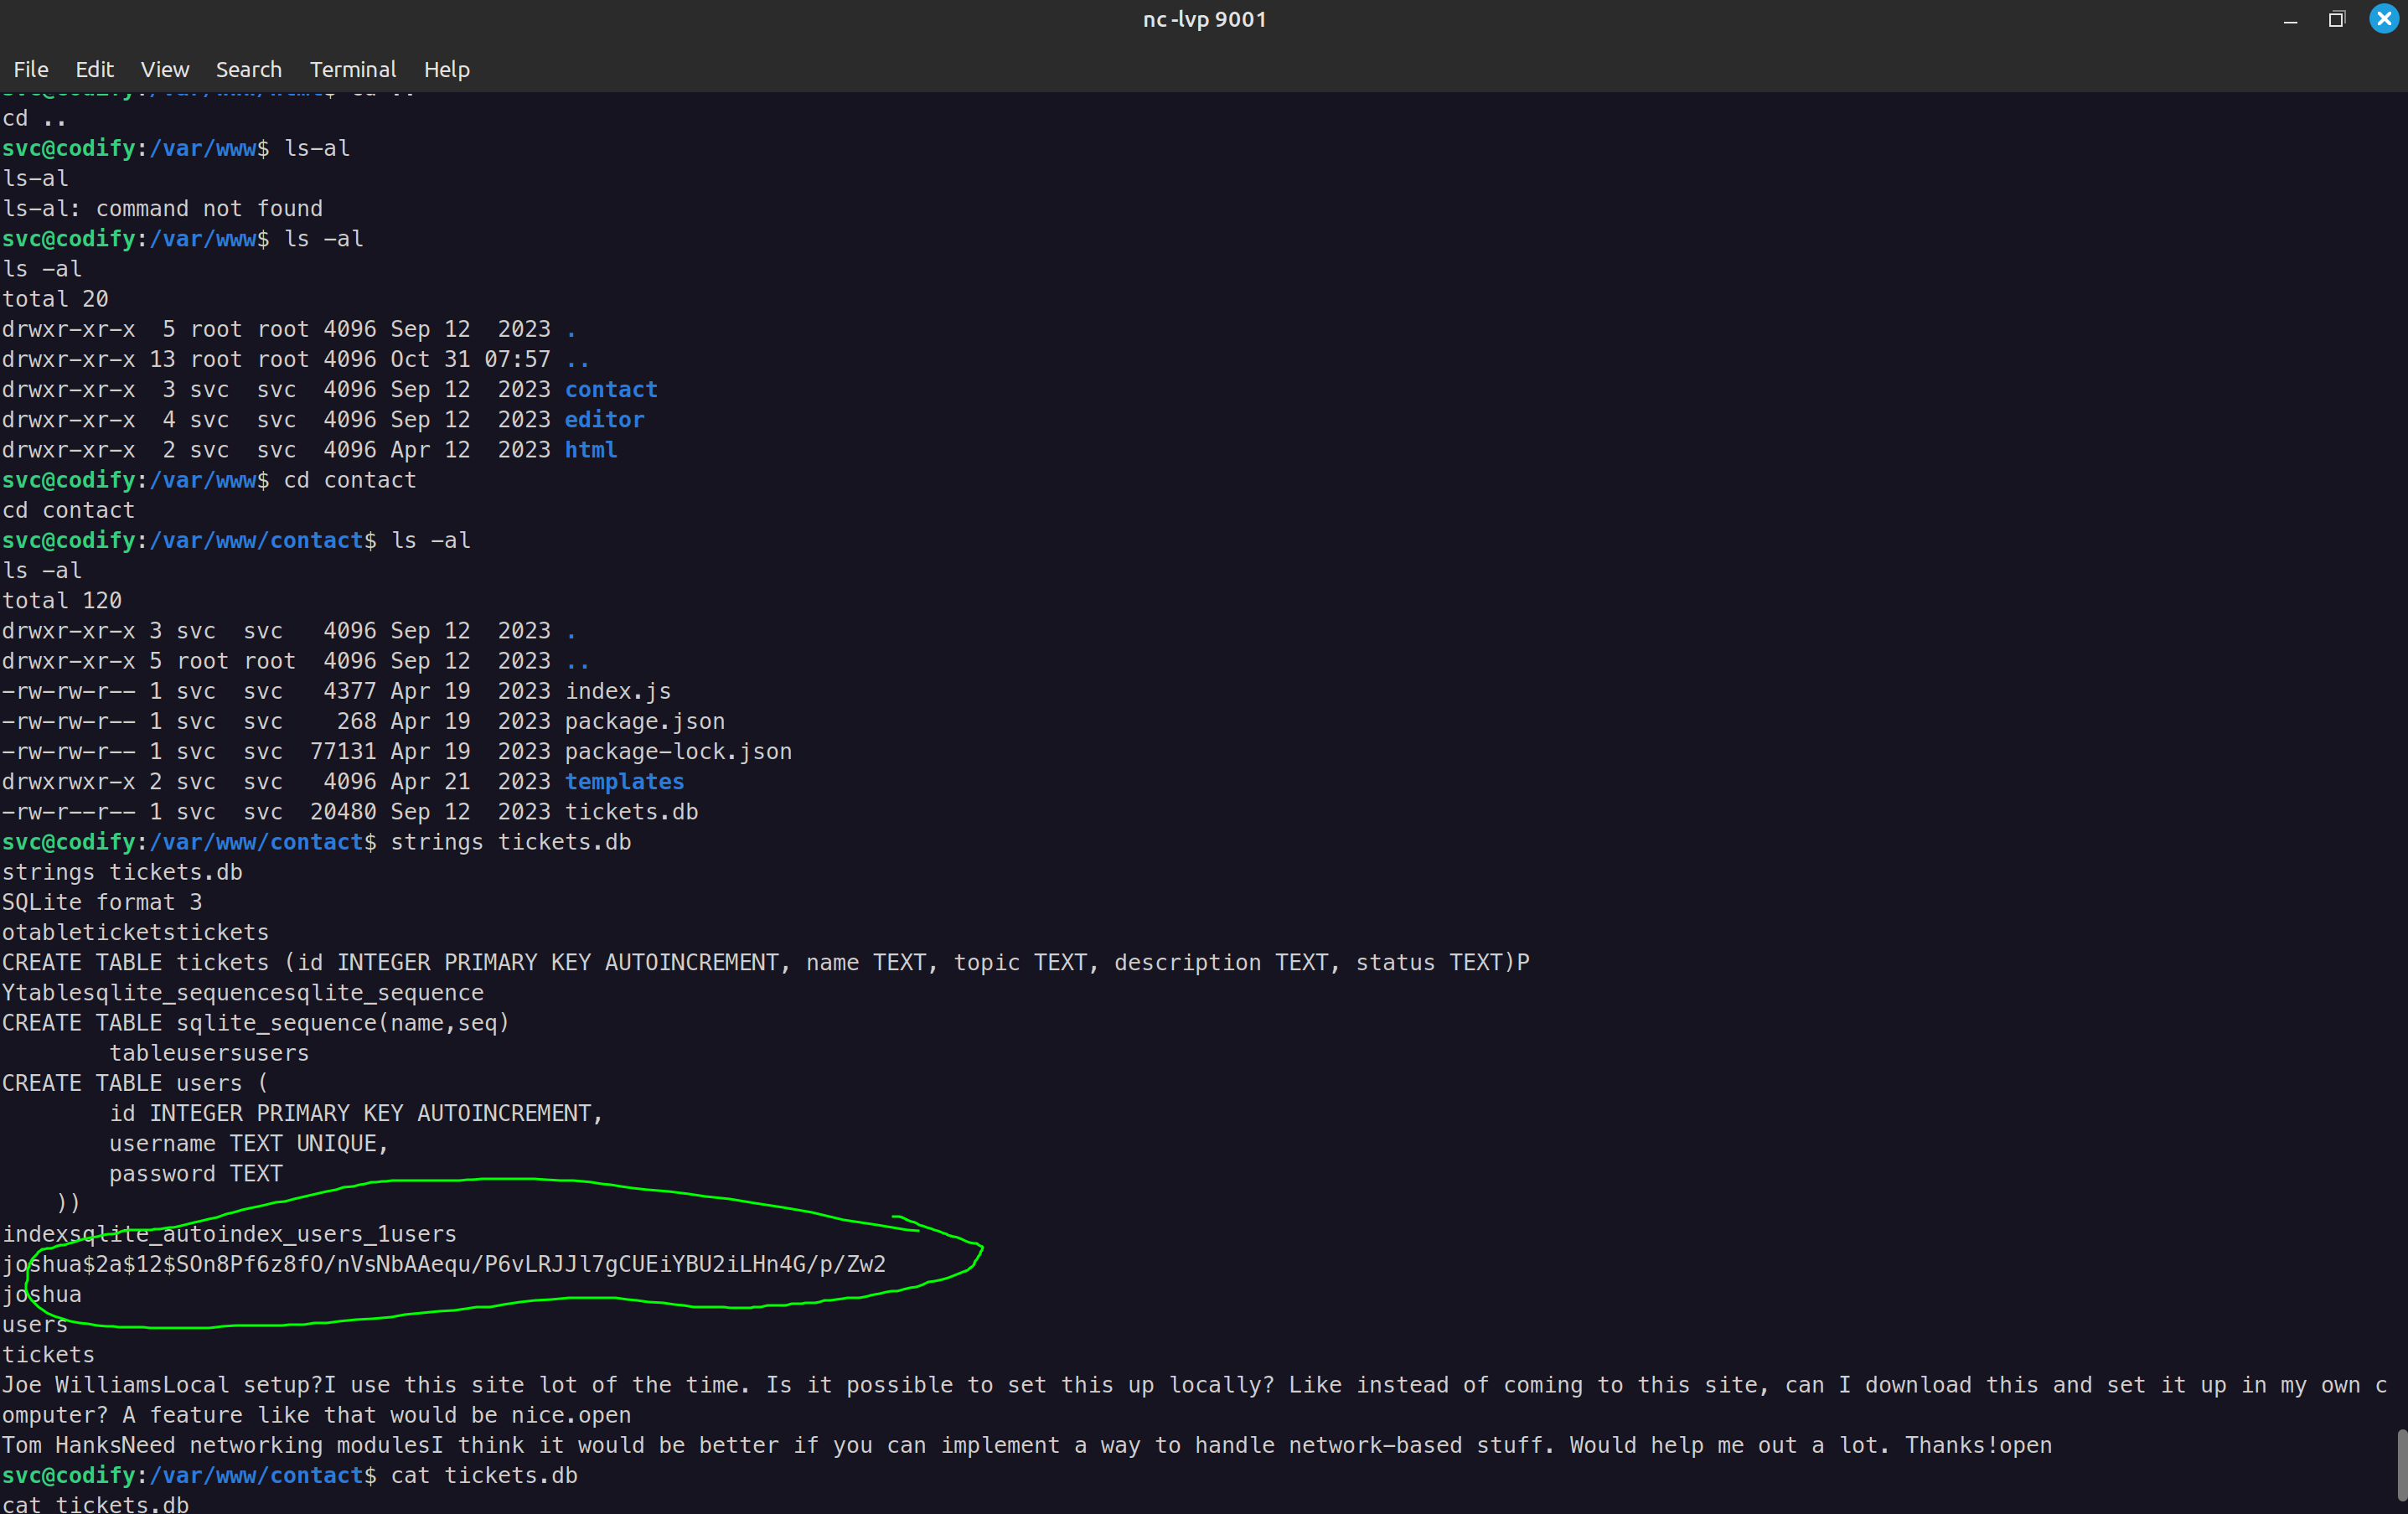 nc -lvp 9001
File Edit View Search Terminal Help
cd ..
svc@codify:/var/www$ ls-al
ls-al
ls-al: command not found
svc@codify:/var/www$ ls -al
ls -al
total 20
drwxr-xr-x  5 root root 4096 Sep 12  2023 .
drwxr-xr-x 13 root root 4096 Oct 31 07:57 ..
drwxr-xr-x  3 svc  svc  4096 Sep 12  2023 contact
drwxr-xr-x  4 svc  svc  4096 Sep 12  2023 editor
drwxr-xr-x  2 svc  svc  4096 Apr 12  2023 html
svc@codify:/var/www$ cd contact
cd contact
svc@codify:/var/www/contact$ ls -al
ls -al
total 120
drwxr-xr-x 3 svc  svc   4096 Sep 12  2023 .
drwxr-xr-x 5 root root  4096 Sep 12  2023 ..
-rw-rw-r-- 1 svc  svc   4377 Apr 19  2023 index.js
-rw-rw-r-- 1 svc  svc    268 Apr 19  2023 package.json
-rw-rw-r-- 1 svc  svc  77131 Apr 19  2023 package-lock.json
drwxrwxr-x 2 svc  svc   4096 Apr 21  2023 templates
-rw-r--r-- 1 svc  svc  20480 Sep 12  2023 tickets.db
svc@codify:/var/www/contact$ strings tickets.db
strings tickets.db
SQLite format 3
otableticketstickets
CREATE TABLE tickets (id INTEGER PRIMARY KEY AUTOINCREMENT, name TEXT, topic TEXT, description TEXT, status TEXT)P
Ytablesqlite_sequencesqlite_sequence
CREATE TABLE sqlite_sequence(name,seq)
        tableusersusers
CREATE TABLE users (
        id INTEGER PRIMARY KEY AUTOINCREMENT,
        username TEXT UNIQUE,
        password TEXT
    ))
indexsqlite_autoindex_users_1users
joshua$2a$12$SOn8Pf6z8fO/nVsNbAAequ/P6vLRJJl7gCUEiYBU2iLHn4G/p/Zw2
joshua
users
tickets
Joe WilliamsLocal setup?I use this site lot of the time. Is it possible to set this up locally? Like instead of coming to this site, can I download this and set it up in my own c
omputer? A feature like that would be nice.open
Tom HanksNeed networking modulesI think it would be better if you can implement a way to handle network-based stuff. Would help me out a lot. Thanks!open
svc@codify:/var/www/contact$ cat tickets.db
cat tickets.db